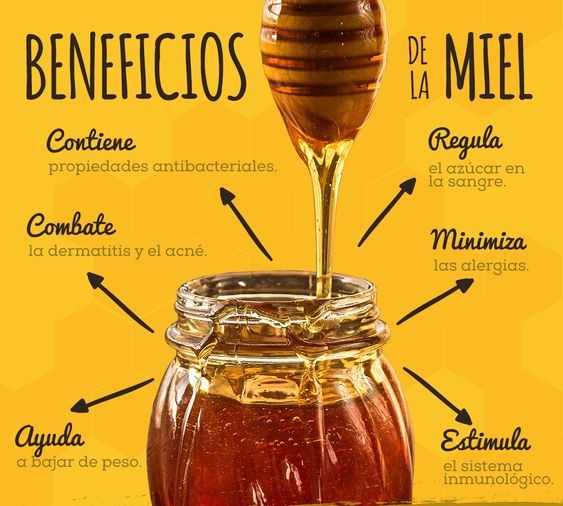 BENEFICIOS
DE
LA
MIEL
Contiene
propiedades antibacteriales.
Regula
el azúcar en
la sangre.
Combate
la dermatitis y el acné.
Minimiza
las alergias.
Ayuda
a bajar de peso.
Estimula
el sistema
inmunológico.